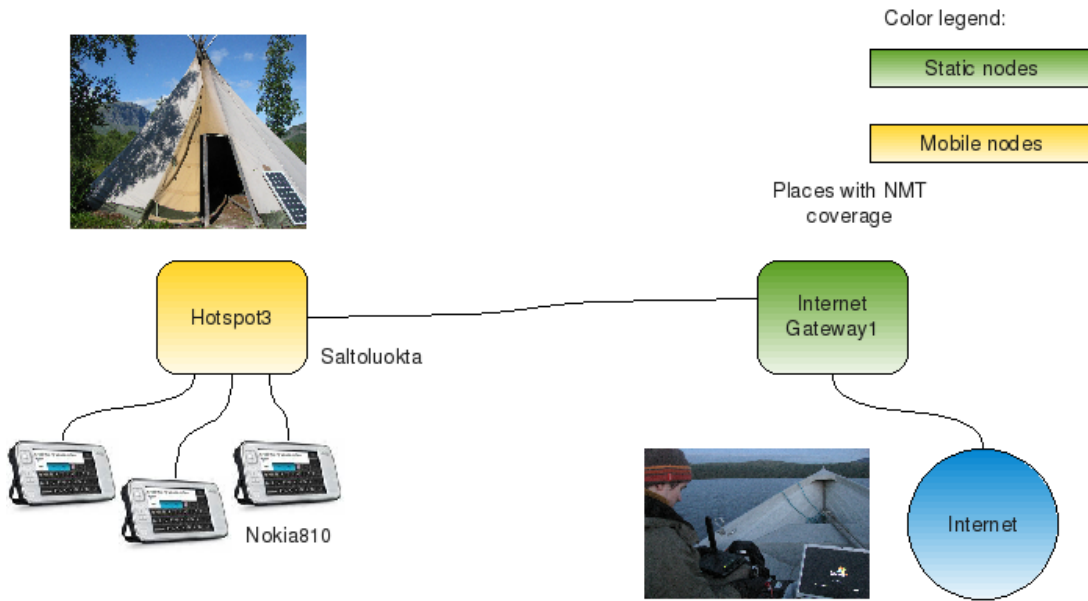 Color legend:
Static nodes
Mobile nodes
Places with NMT
coverage
Hotspot3
Internet
Gateway1
Saltoluokta
Nokia810
Internet